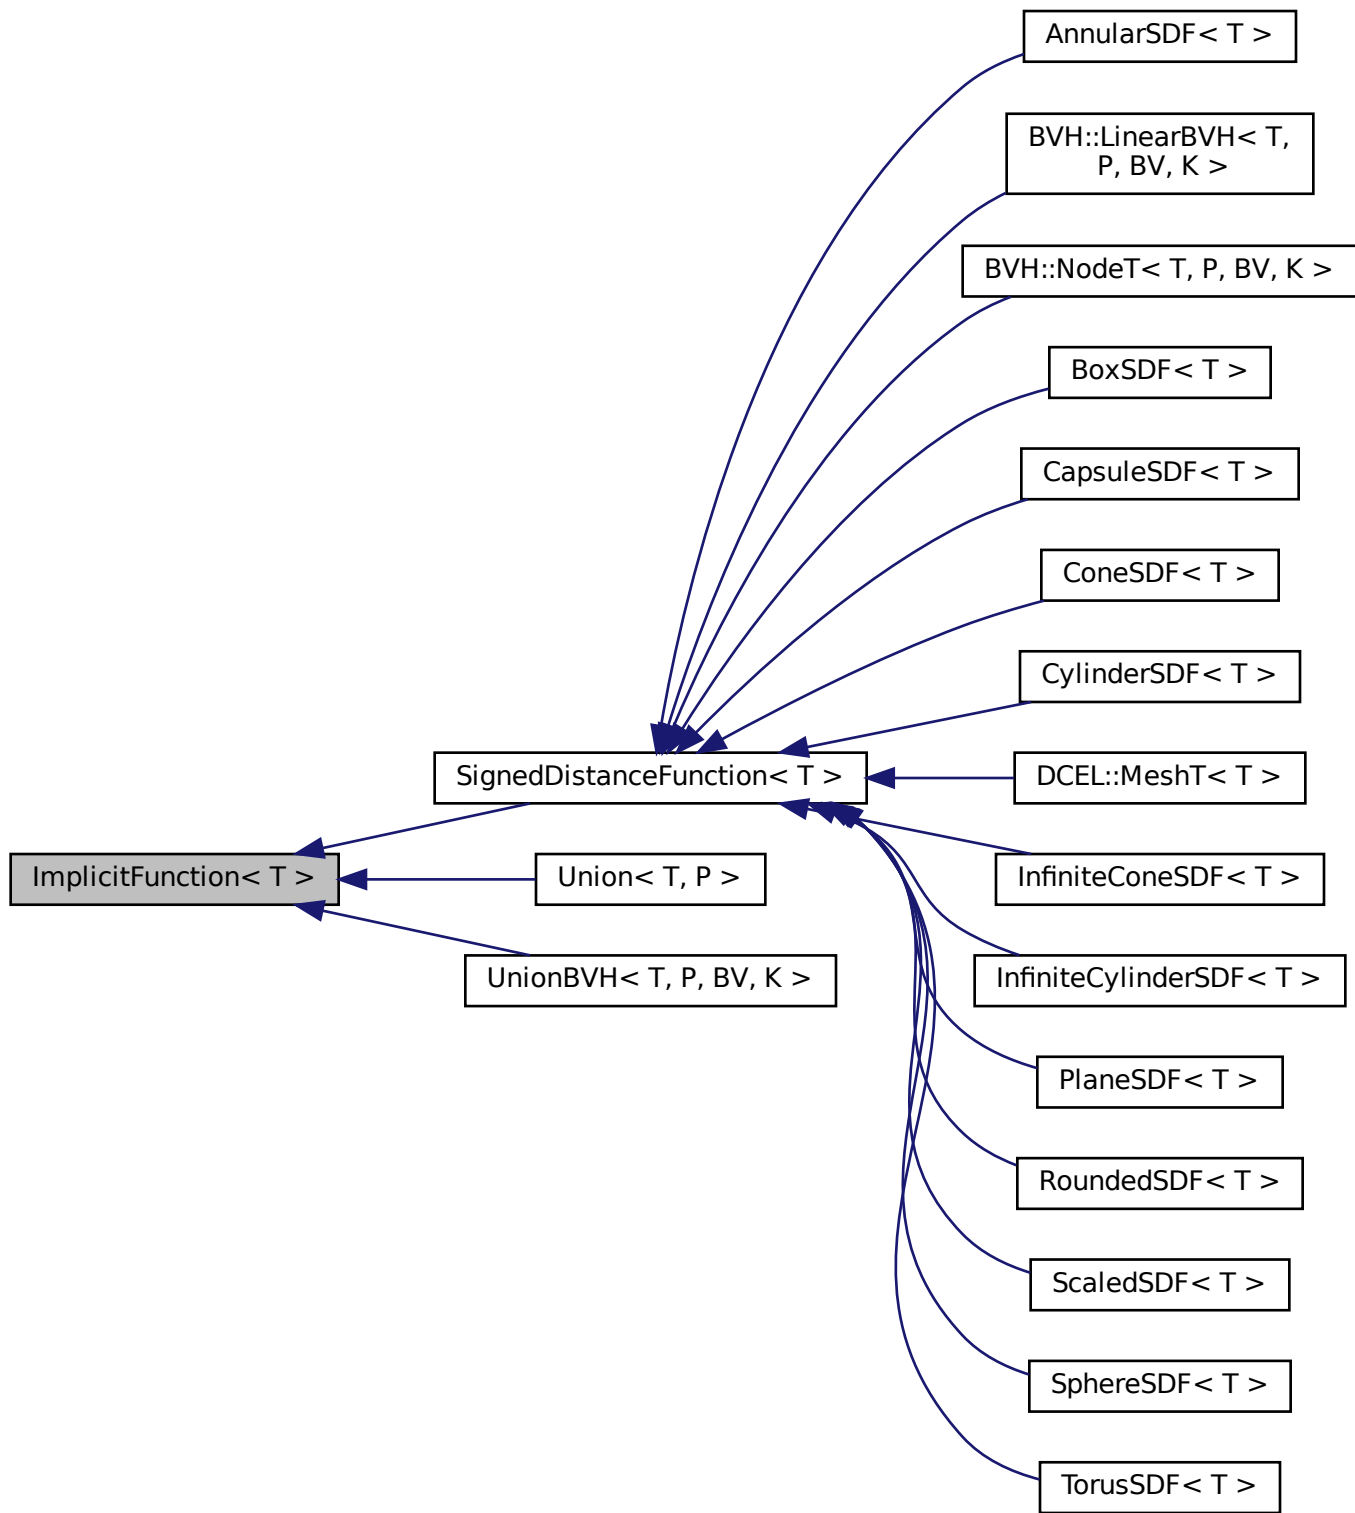 AnnularSDF< T >
BVH::LinearBVH< T,
P, BV, K >
BVH::NodeT< T, P, BV, K >
BoxSDF< T >
CapsuleSDF< T >
ConeSDF< T >
CylinderSDF< T >
SignedDistanceFunction< T >
DCEL::MeshT< T >
ImplicitFunction< T >
Union< T, P >
InfiniteConeSDF< T >
UnionBVH< T, P, BV, K >
InfiniteCylinderSDF< T >
PlaneSDF< T >
RoundedSDF< T >
ScaledSDF< T >
SphereSDF< T >
TorusSDF< T >